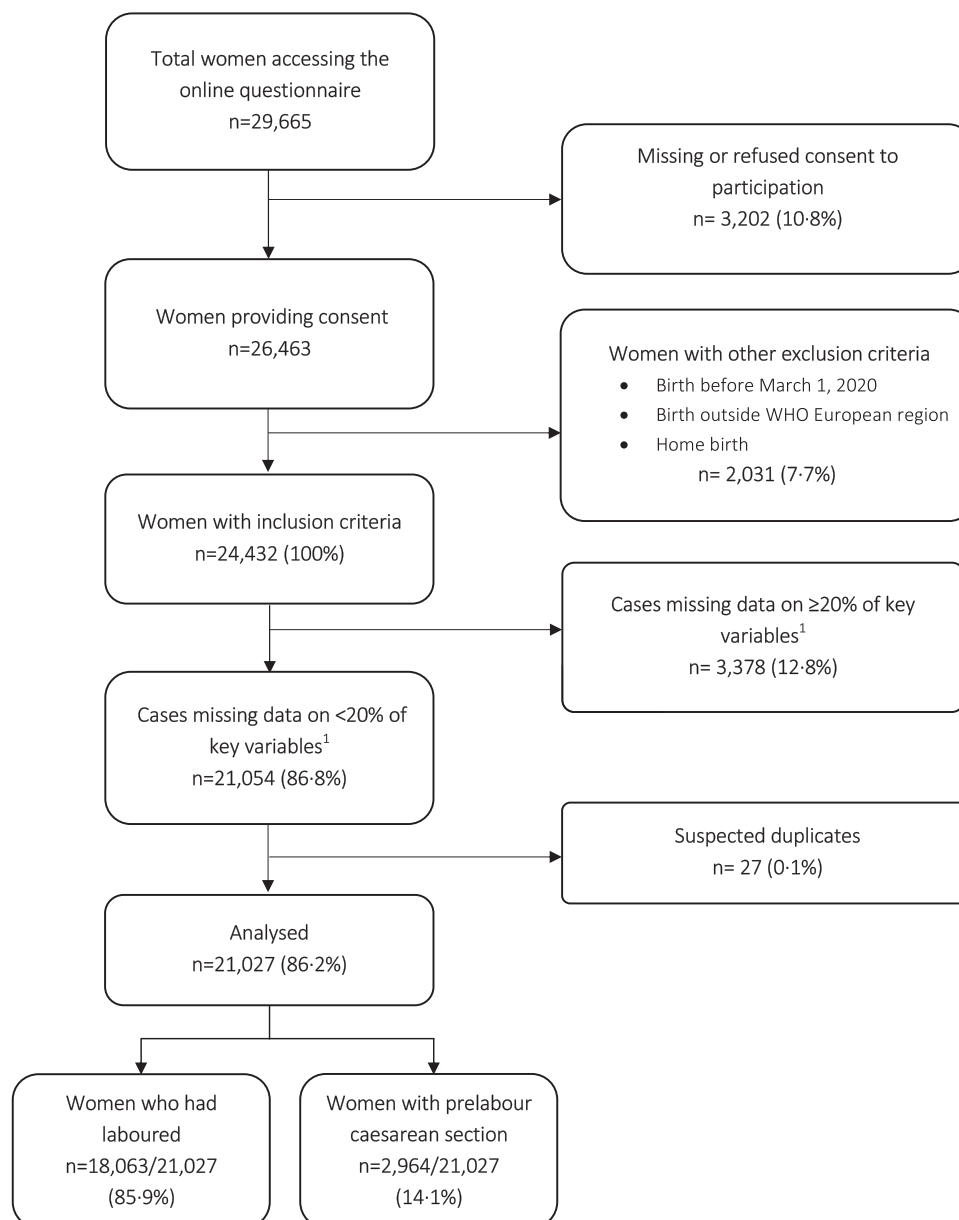 Total women accessing the
online questionnaire
n=29,665
Missing or refused consent to
participation
n= 3,202 (10·8%)
Women providing consent
n=26,463
Women with other exclusion criteria
• Birth before March 1, 2020
• Birth outside WHO European region
• Home birth
n= 2,031 (7·7%)
Women with inclusion criteria
n=24,432 (100%)
Cases missing data on ≥20% of key
variables1
n= 3,378 (12·8%)
Cases missing data on <20% of
key variables1
n=21,054 (86·8%)
Suspected duplicates
n= 27 (0·1%)
Analysed
n=21,027 (86·2%)
Women who had
laboured
n=18,063/21,027
(85·9%)
Women with prelabour
caesarean section
n=2,964/21,027
(14·1%)